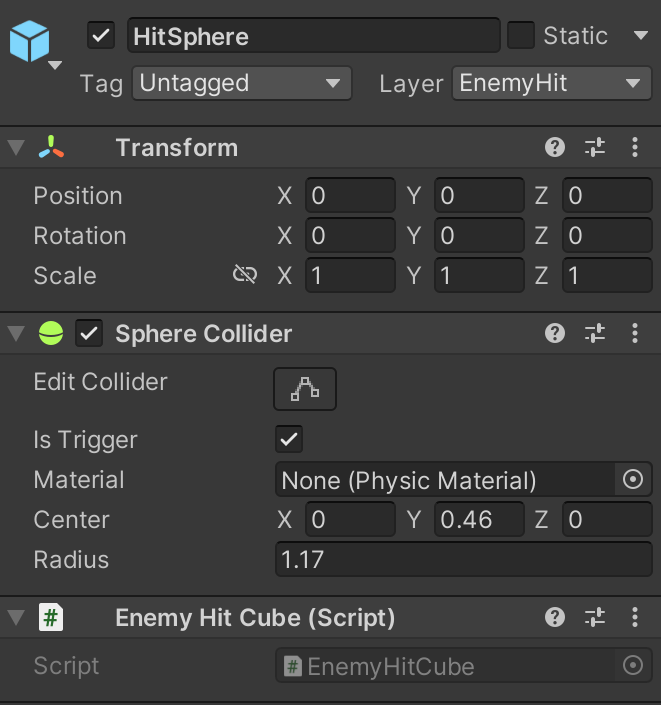 HitSphere Static
Tag Untagged Layer EnemyHit
Transform
Position X 0 Y 0 Z 0
Rotation X 0 Y 0 Z 0
Scale X 1 Y 1 Z 1
Sphere Collider
Edit Collider
Is Trigger
Material None (Physic Material)
Center X 0 Y 0.46 Z 0
Radius 1.17
# Enemy Hit Cube (Script)
Script # EnemyHitCube